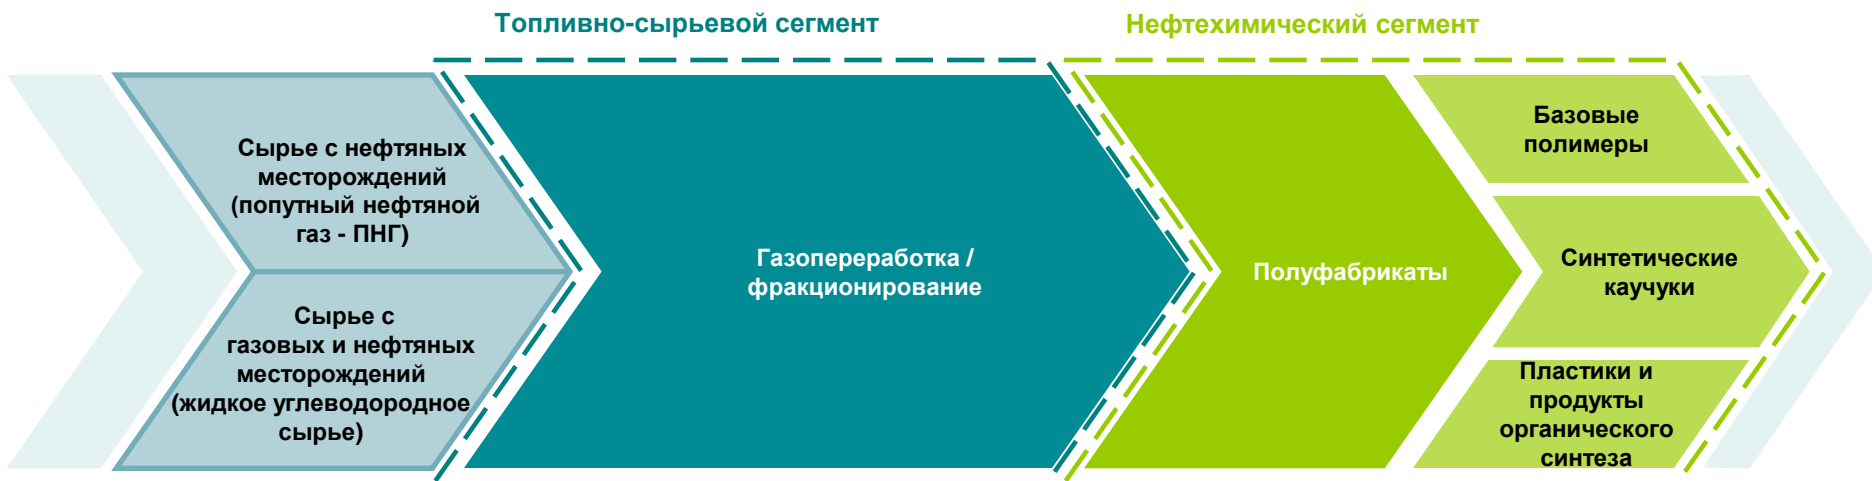 Топливно-сырьевой сегмент
Нефтехимический сегмент
Сырье с нефтяных
месторождений
(попутный нефтяной
газ - ПНГ)
Сырье с
газовых и нефтяных
месторождений
(жидкое углеводородное
сырье)
Газопереработка /
фракционирование
Полуфабрикаты
Базовые
полимеры
Синтетические
каучуки
Пластики и
продукты
органического
синтеза